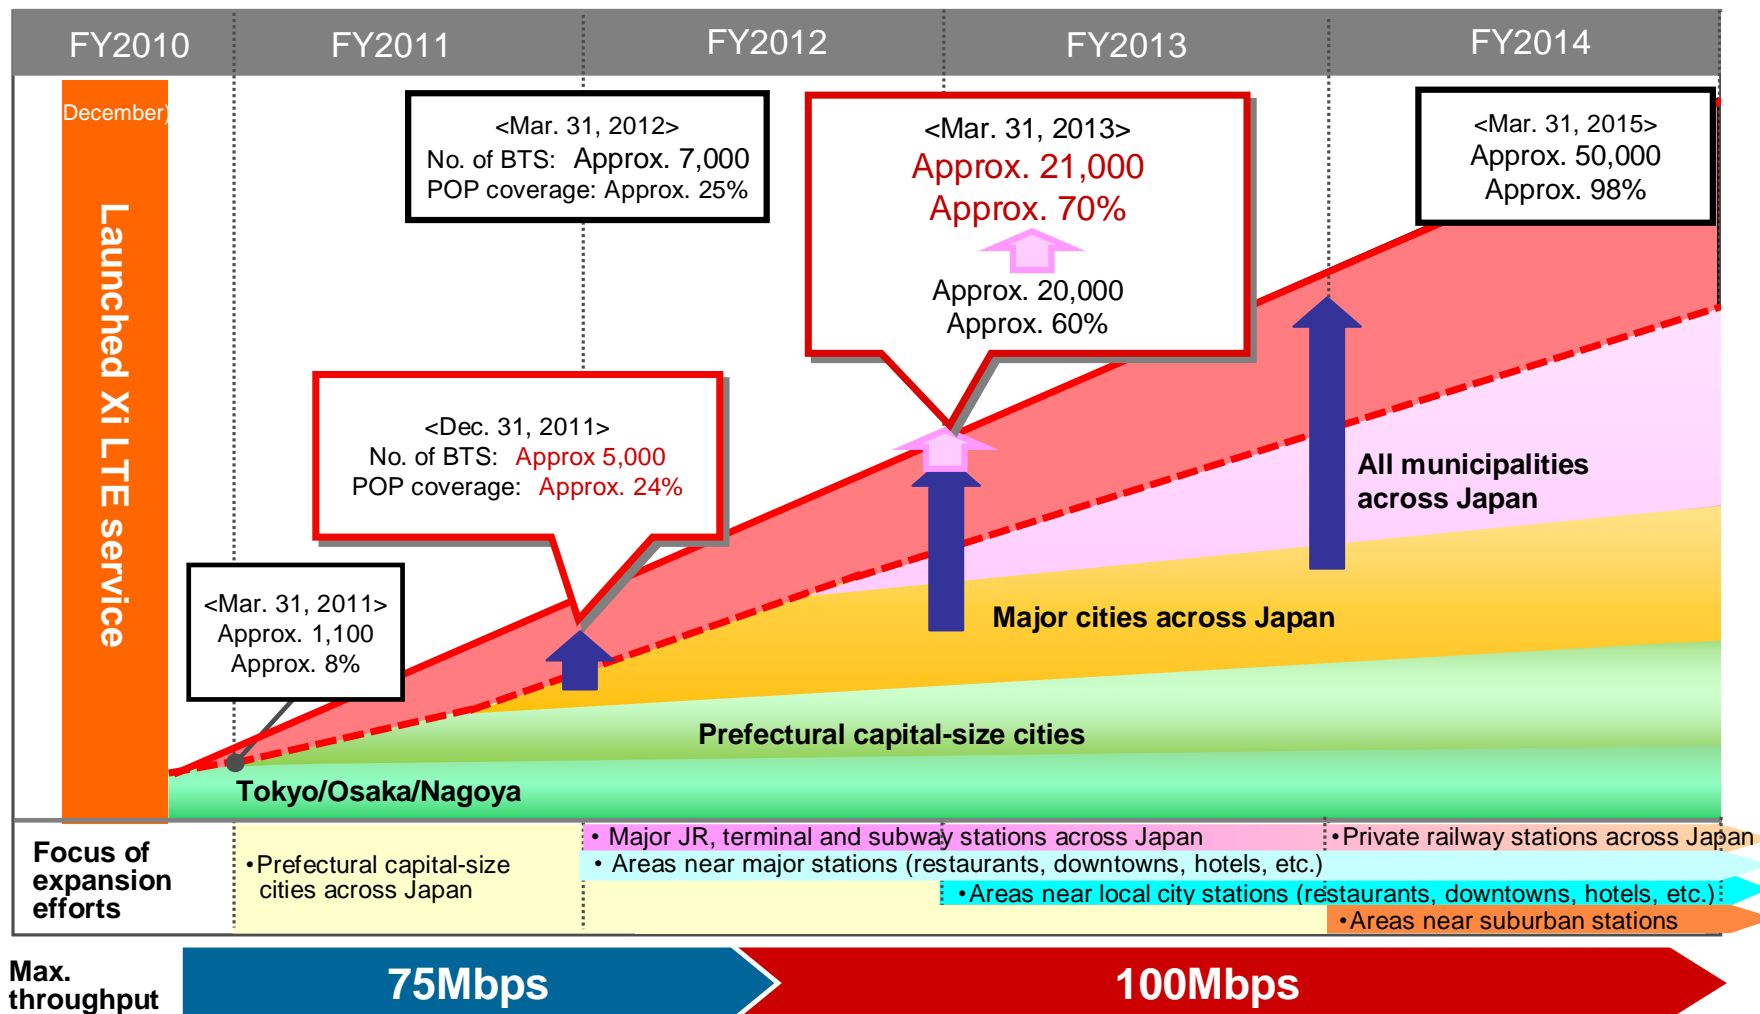 FY2010
FY2011
FY2012
FY2013
FY2014
December)
Launched Xi LTE service
<Mar. 31, 2011>
Approx. 1,100
Approx. 8%
<Dec. 31, 2011>
No. of BTS: Approx 5,000
POP coverage: Approx. 24%
<Mar. 31, 2012>
No. of BTS: Approx. 7,000
POP coverage: Approx. 25%
<Mar. 31, 2013>
Approx. 21,000
Approx. 70%
Approx. 20,000
Approx. 60%
<Mar. 31, 2015>
Approx. 50,000
Approx. 98%
All municipalities
across Japan
Major cities across Japan
Prefectural capital-size cities
Tokyo/Osaka/Nagoya
Focus of
expansion
efforts
•Prefectural capital-size
cities across Japan
• Major JR, terminal and subway stations across Japan
•Private railway stations across Japan
• Areas near major stations (restaurants, downtowns, hotels, etc.)
•Areas near local city stations (restaurants, downtowns, hotels, etc.)
•Areas near suburban stations
Max.
throughput
75Mbps
100Mbps